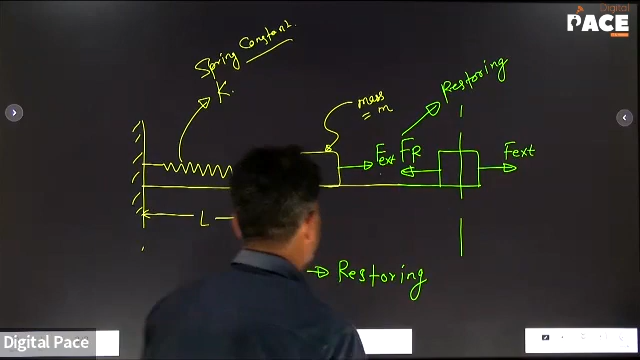 Digital
PACE
Spring Constant.
K.
mass
= m
Restoring
Fext
FR
Fext
L
Restoring
Digital Pace